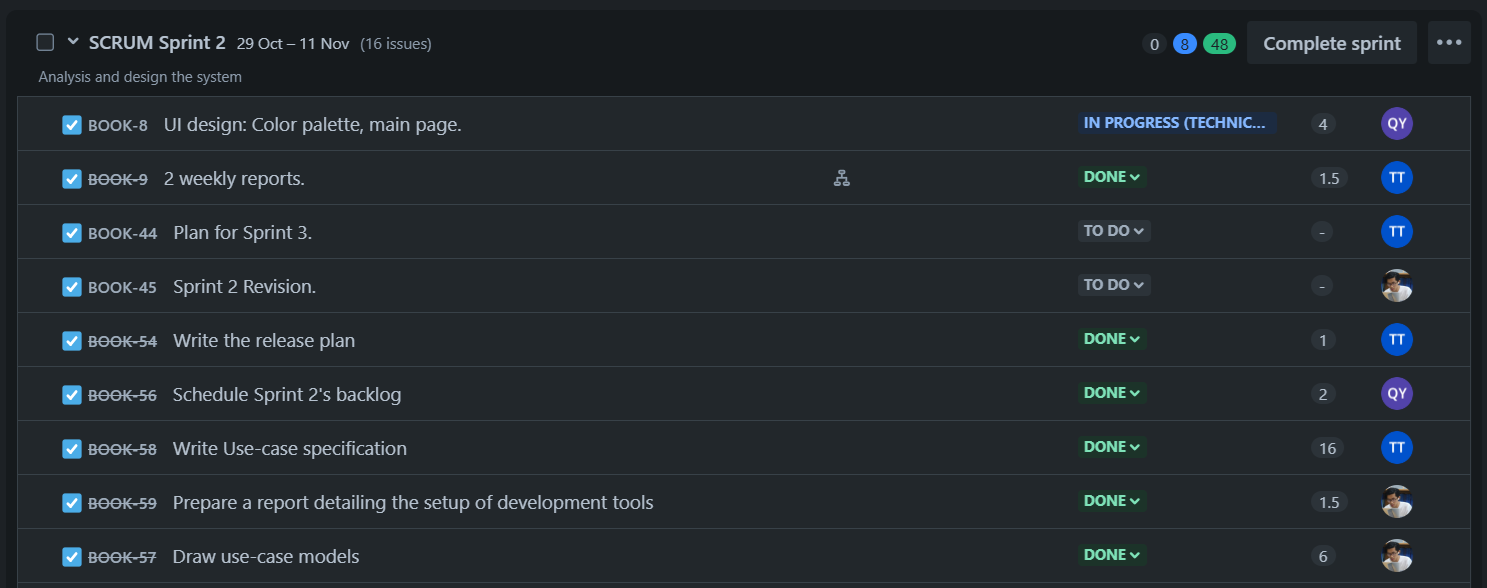 SCRUM Sprint 2 29 Oct – 11 Nov (16 issues) 0 8 48 Complete sprint
Analysis and design the system
BOOK-8 UI design: Color palette, main page. IN PROGRESS (TECHNIC... 4 QY
BOOK-9 2 weekly reports. DONE 1.5 TT
BOOK-44 Plan for Sprint 3. TO DO - TT
BOOK-45 Sprint 2 Revision. TO DO -
BOOK-54 Write the release plan DONE 1 TT
BOOK-56 Schedule Sprint 2's backlog DONE 2 QY
BOOK-58 Write Use-case specification DONE 16 TT
BOOK-59 Prepare a report detailing the setup of development tools DONE 1.5
BOOK-57 Draw use-case models DONE 6